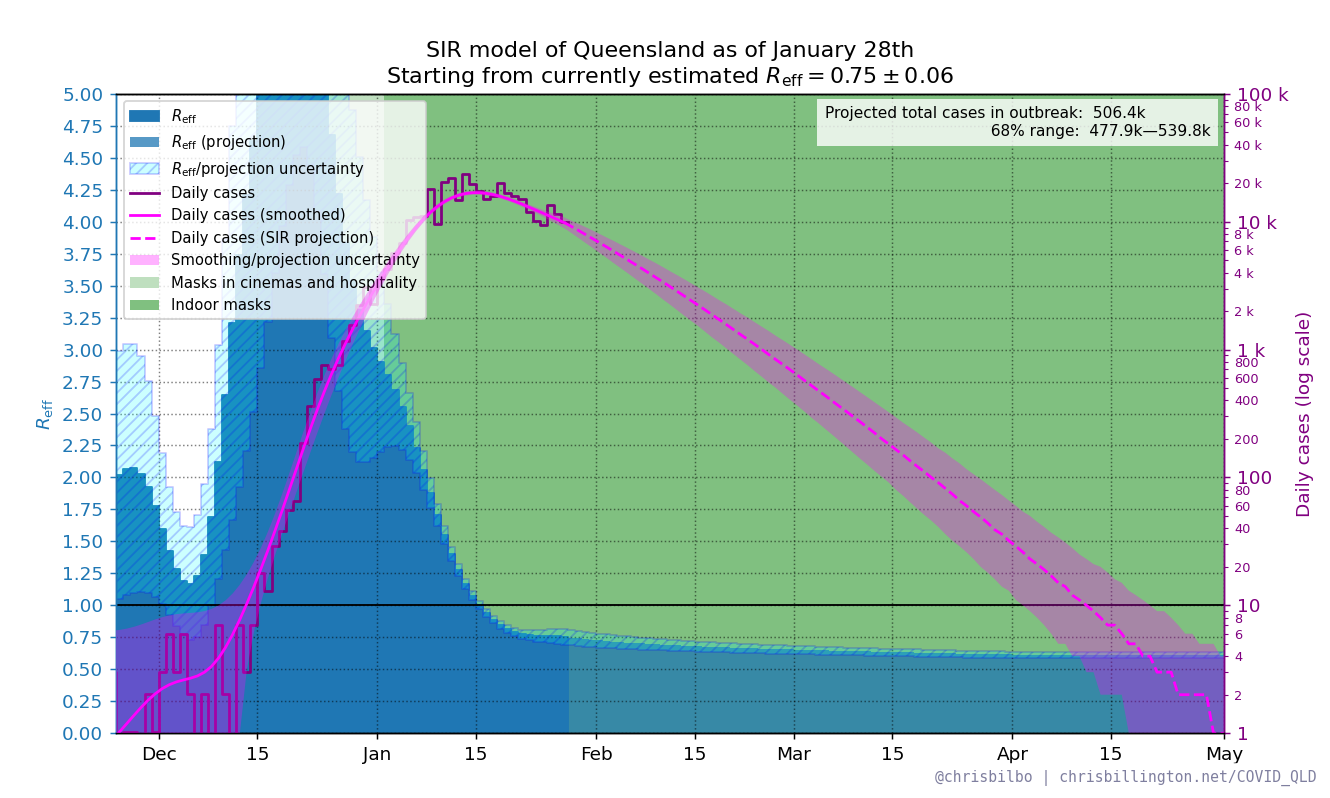 SIR model of Queensland as of January 28th
Starting from currently estimated R_eff = 0.75 ± 0.06
Projected total cases in outbreak: 506.4k
68% range: 477.9k—539.8k
R_eff
R_eff (projection)
R_eff/projection uncertainty
Daily cases
Daily cases (smoothed)
Daily cases (SIR projection)
Smoothing/projection uncertainty
Masks in cinemas and hospitality
Indoor masks
R_eff
5.00
4.75
4.50
4.25
4.00
3.75
3.50
3.25
3.00
2.75
2.50
2.25
2.00
1.75
1.50
1.25
1.00
0.75
0.50
0.25
0.00
Dec 15 Jan 15 Feb 15 Mar 15 Apr 15 May
100 k
80 k
60 k
40 k
20 k
10 k
8 k
6 k
4 k
2 k
1 k
800
600
400
200
100
80
60
40
20
10
8
6
4
2
1
Daily cases (log scale)
@chrisbilbo | chrisbillington.net/COVID_QLD